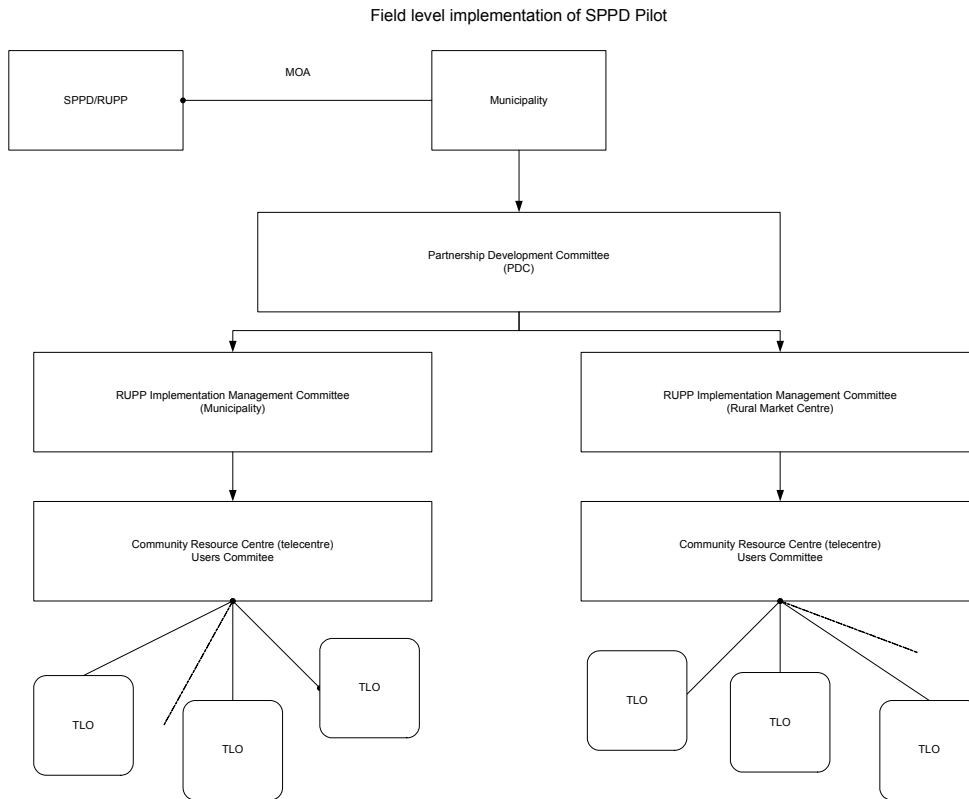 Field level implementation of SPPD Pilot
MOA
SPPD/RUPP
Municipality
Partnership Development Committee
(PDC)
RUPP Implementation Management Committee
(Municipality)
RUPP Implementation Management Committee
(Rural Market Centre)
Community Resource Centre (telecentre)
Users Commitee
Community Resource Centre (telecentre)
Users Committee
TLO
TLO
TLO
TLO
TLO
TLO